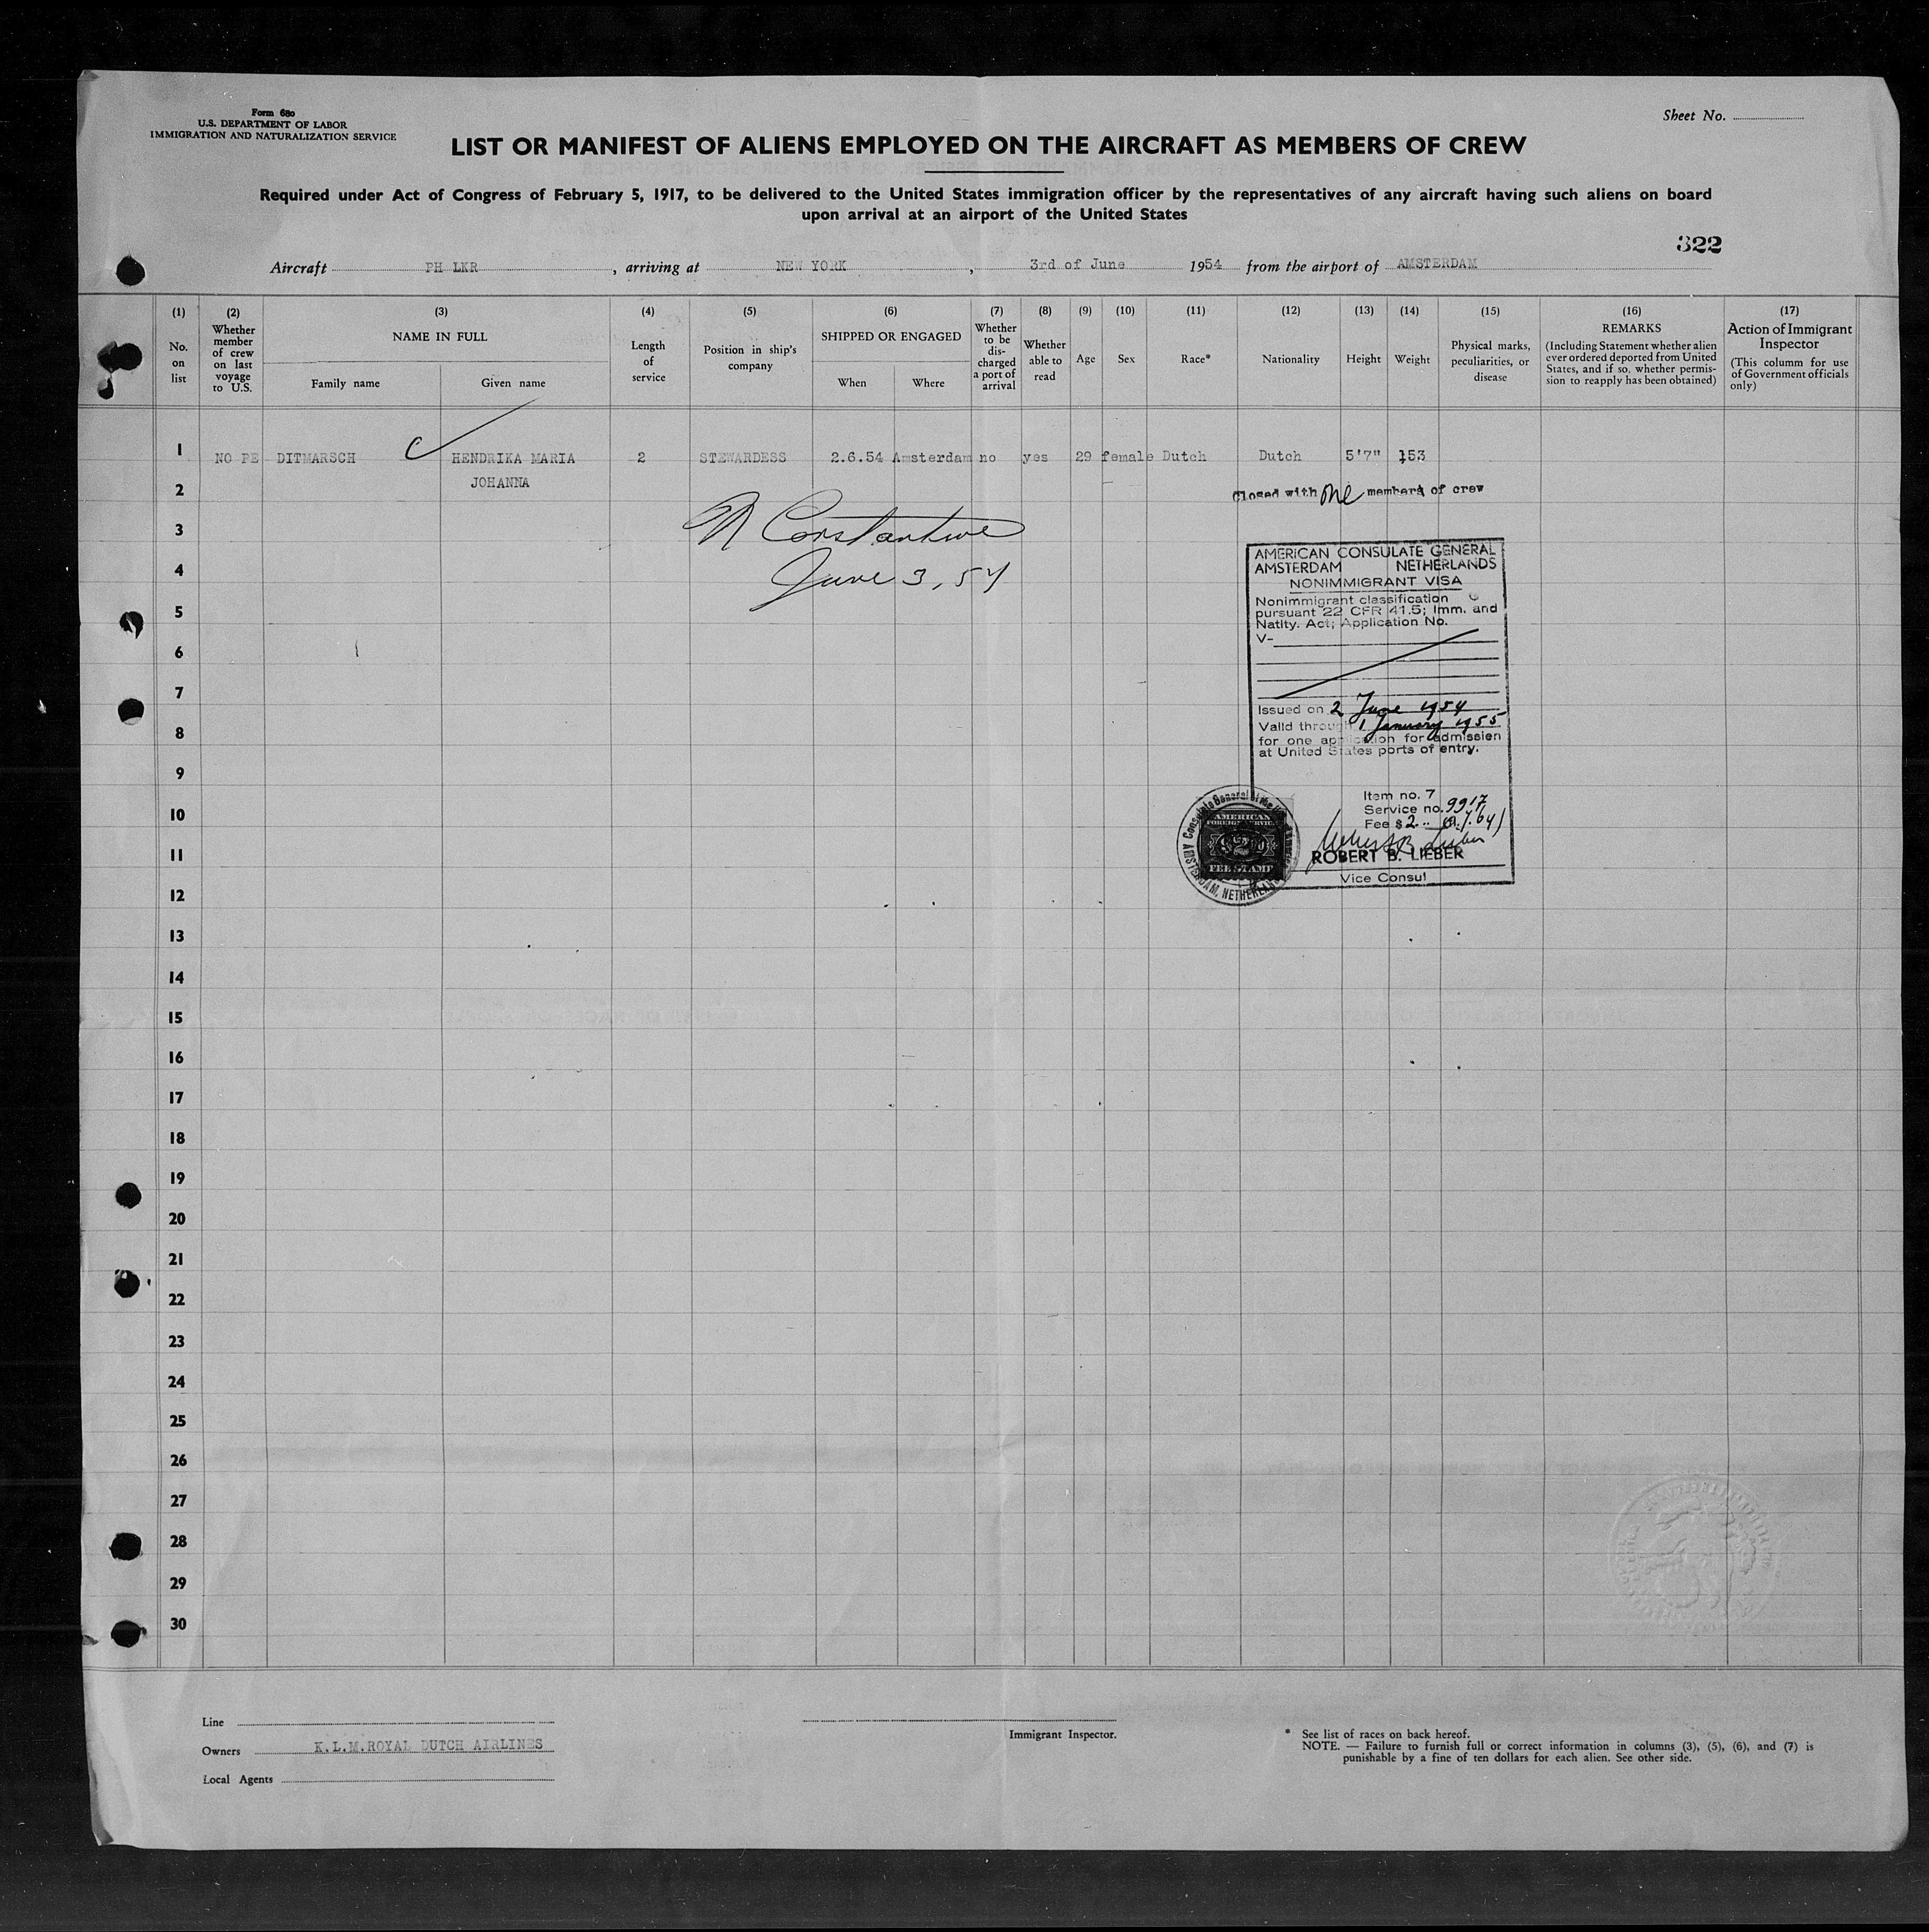 Form 680
U.S. DEPARTMENT OF LABOR
IMMIGRATION AND NATURALIZATION SERVICE
Sheet No.
LIST OR MANIFEST OF ALIENS EMPLOYED ON THE AIRCRAFT AS MEMBERS OF CREW
Required under Act of Congress of February 5, 1917, to be delivered to the United States immigration officer by the representatives of any aircraft having such aliens on board
upon arrival at an airport of the United States
322
Aircraft PH LKR, arriving at NEW YORK, 3rd of June 1954 from the airport of AMSTERDAM
(1) (2) (3) (4) (5) (6) (7) (8) (9) (10) (11) (12) (13) (14) (15) (16) (17)
No. on list
Whether member of crew on last voyage to U.S.
NAME IN FULL
Family name
Given name
Length of service
Position in ship's company
SHIPPED OR ENGAGED
When
Where
Whether to be dis-charged a port of arrival
Whether able to read
Age
Sex
Race*
Nationality
Height
Weight
Physical marks, peculiarities, or disease
REMARKS
(Including Statement whether alien ever ordered deported from United States, and if so, whether permis-sion to reapply has been obtained)
Action of Immigrant Inspector
(This columm for use of Government officials only)
1 NO PE DITMARSCH HENDRIKA MARIA 2 STEWARDESS 2.6.54 Amsterdam no yes 29 female Dutch Dutch 5'7" 153
JOHANNA
2
Closed with one members of crew
3
Constantine
4
June 3, 54
AMERICAN CONSULATE GENERAL
AMSTERDAM NETHERLANDS
NONIMMIGRANT VISA
Nonimmigrant classification
pursuant 22 CFR 41.5; Imm. and
Natlty. Act; Application No.
V-
Issued on 2 June 1954
Valid through 1 January 1955
for one application for admission
at United States ports of entry.
Item no. 7
Service no. 9917
Fee $ 2
ROBERT B. LIEBER
Vice Consul
AMERICAN
FOREIGN SERVICE
$2
FEE STAMP
AMSTERDAM, NETHERLANDS
5
6
7
8
9
10
11
12
13
14
15
16
17
18
19
20
21
22
23
24
25
26
27
28
29
30
Line
Owners K.L.M.ROYAL DUTCH AIRLINES
Local Agents
Immigrant Inspector.
* See list of races on back hereof.
NOTE. — Failure to furnish full or correct information in columns (3), (5), (6), and (7) is
punishable by a fine of ten dollars for each alien. See other side.